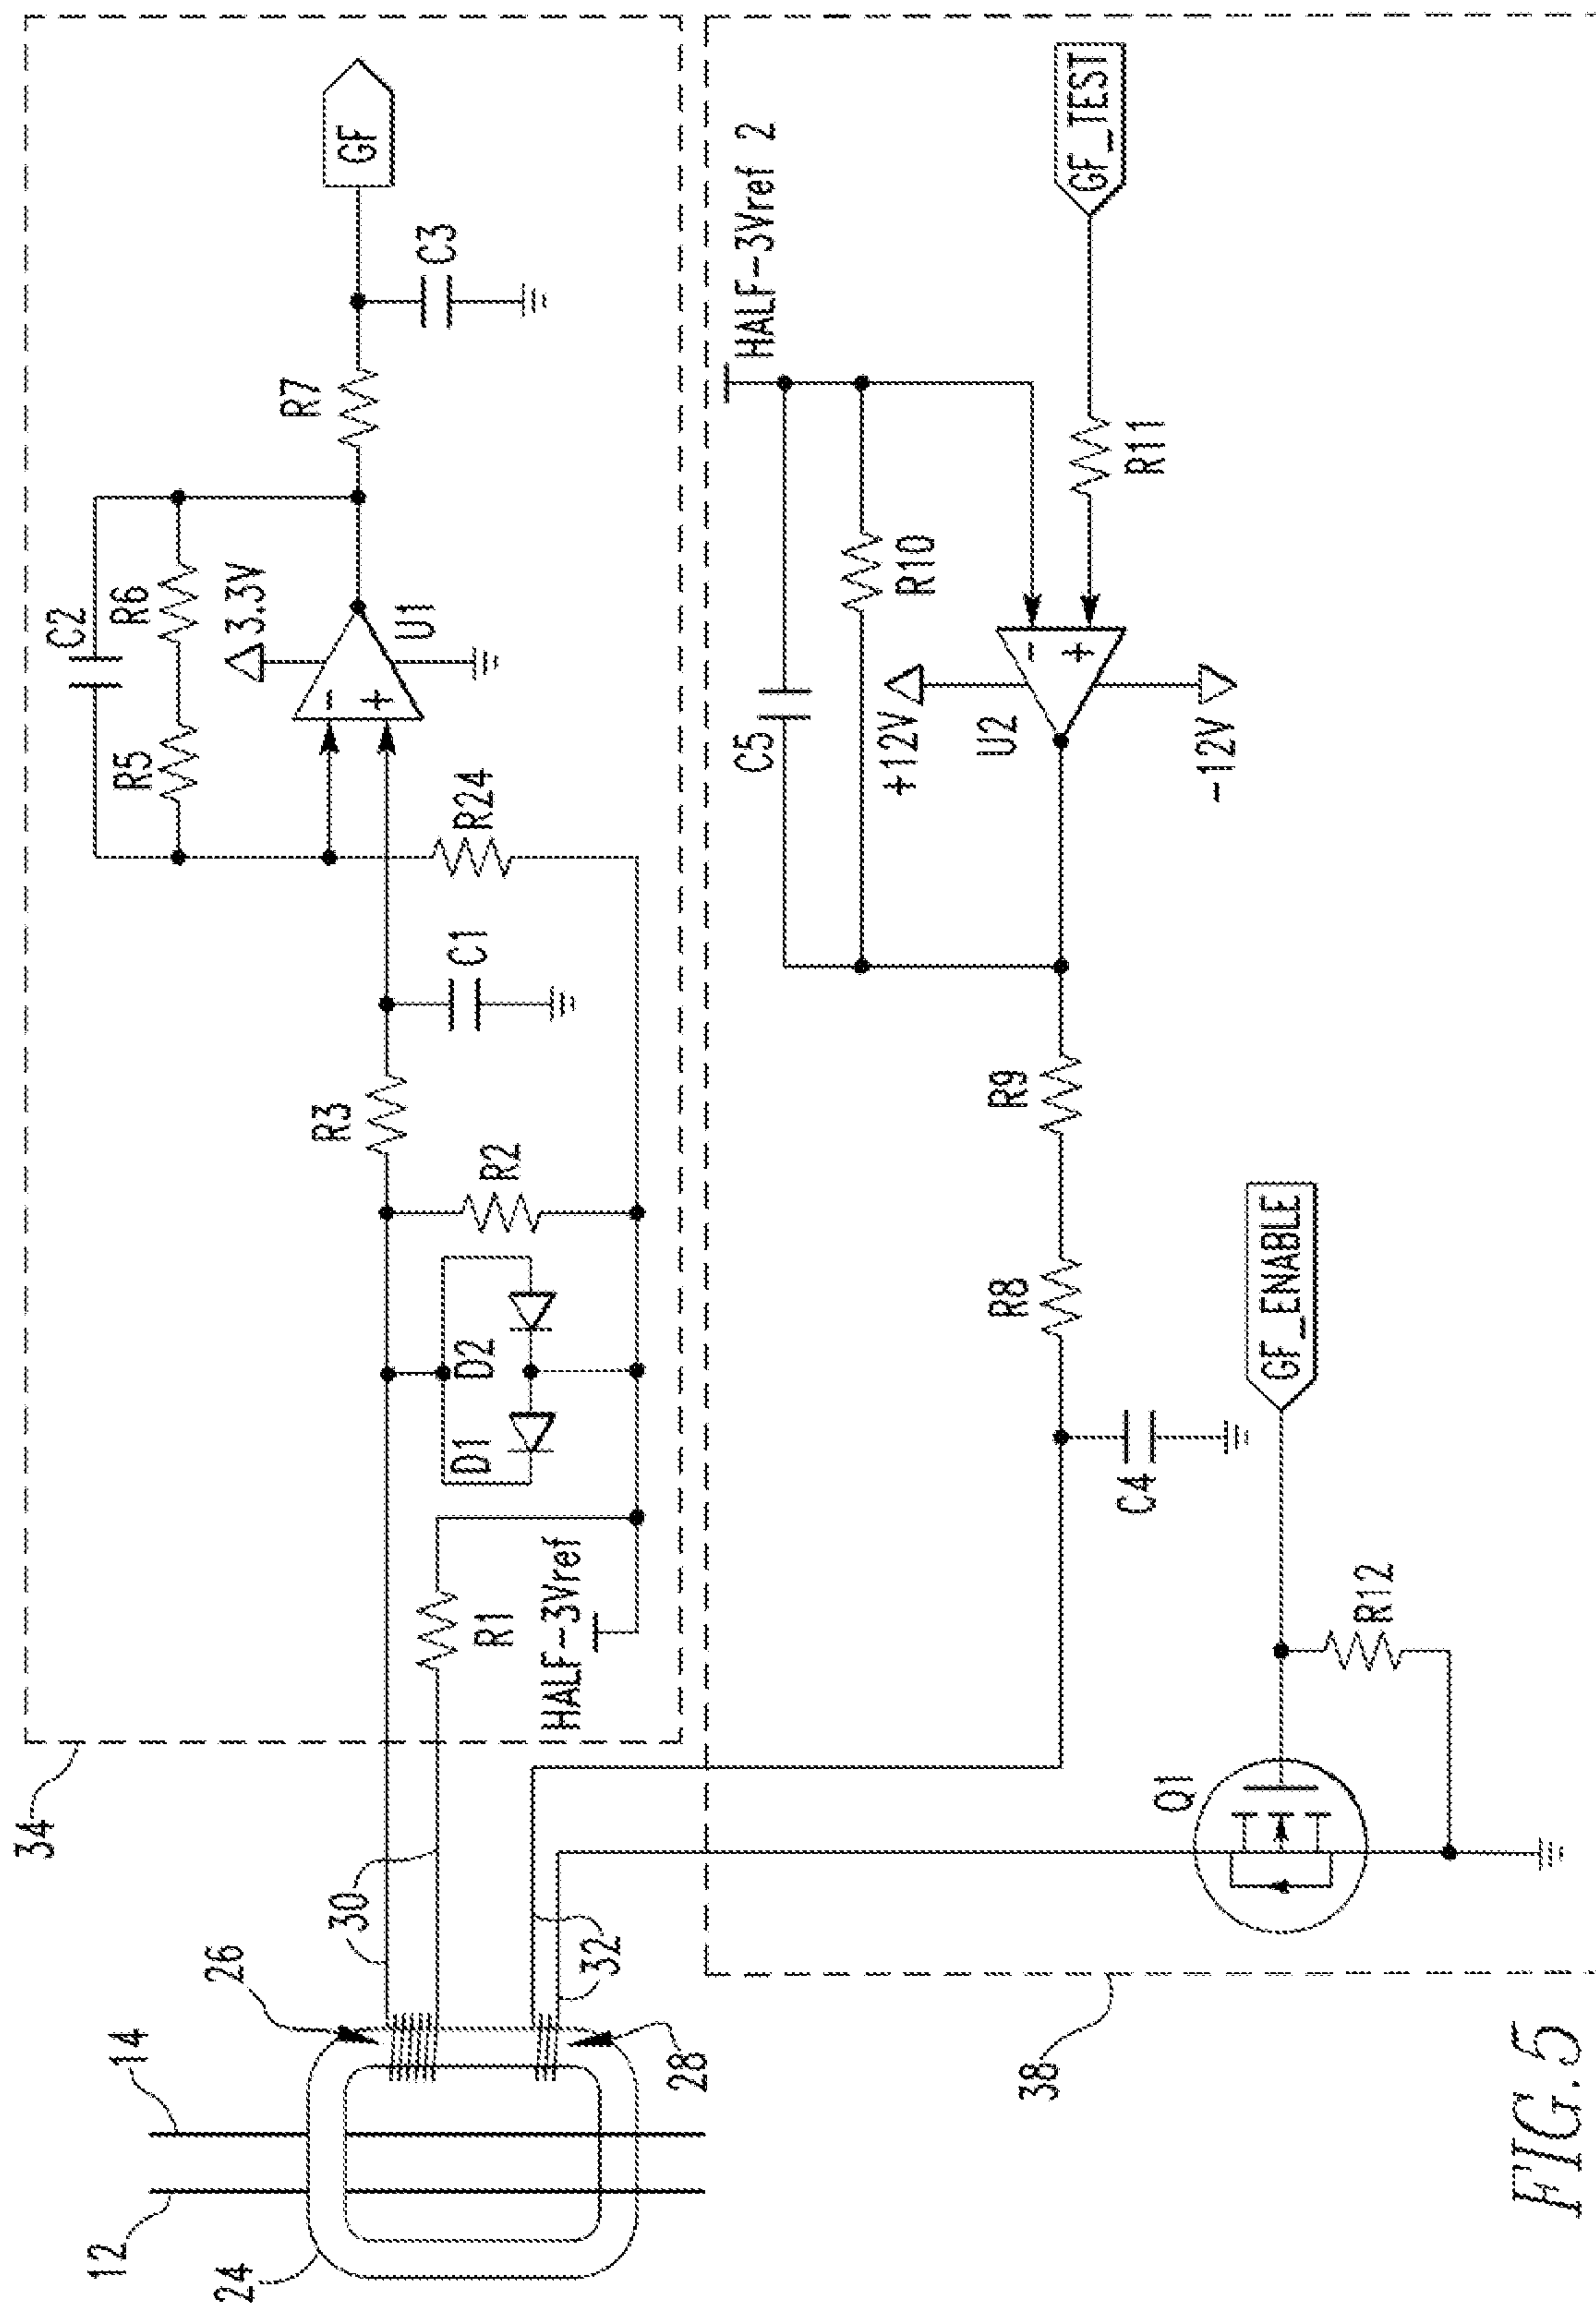 12
14
24
26
28
30
32
34
38
HALF-3Vref
R1
D1
D2
R2
R3
C1
R24
R5
R6
C2
3.3V
U1
-
+
R7
C3
GF
Q1
R12
GF_ENABLE
C4
R8
R9
C5
R10
+12V
U2
-12V
-
+
HALF-3Vref 2
R11
GF_TEST
FIG.5